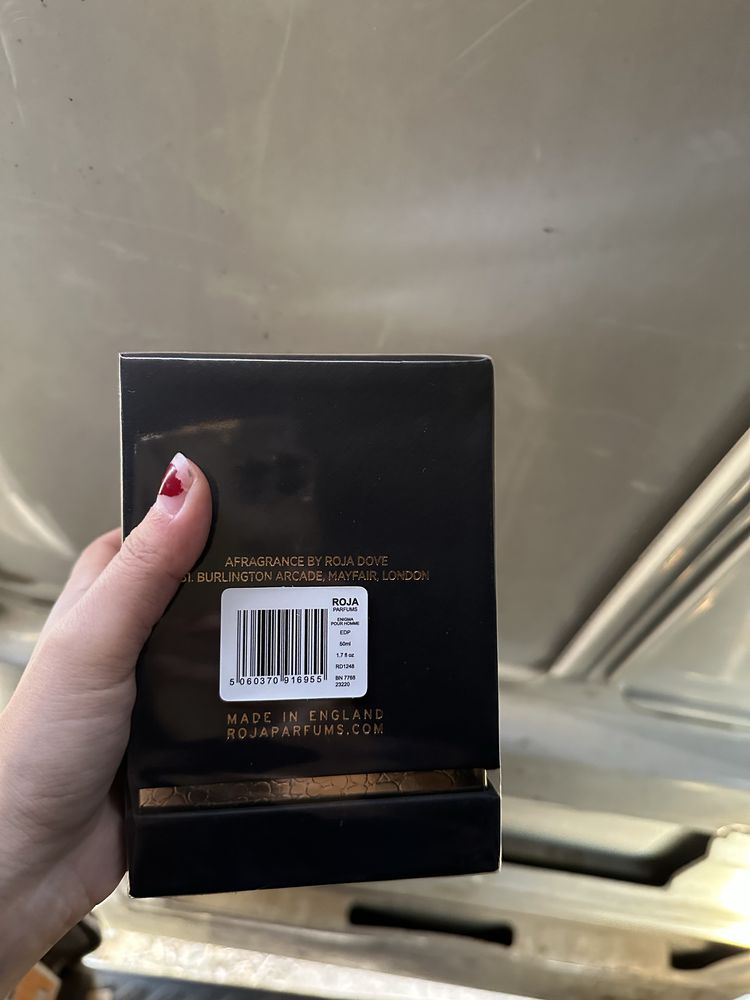 AFRAGRANCE BY ROJA DOVE
51. BURLINGTON ARCADE, MAYFAIR, LONDON
ROJA
PARFUMS
ENIGMA
POUR HOMME
EDP
50ml
1.7 fl oz
RD1248
BN 7768
23220
5 060370 916955
MADE IN ENGLAND
ROJAPARFUMS.COM